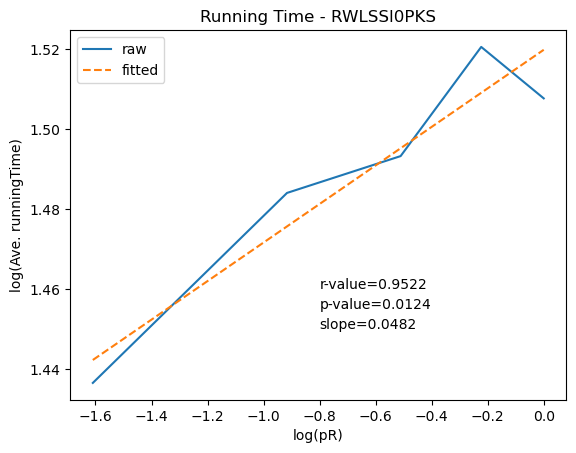 Running Time - RWLSSI0PKS
raw
fitted
log(Ave. runningTime)
1.52
1.50
1.48
1.46
1.44
r-value=0.9522
p-value=0.0124
slope=0.0482
−1.6 −1.4 −1.2 −1.0 −0.8 −0.6 −0.4 −0.2 0.0
log(pR)